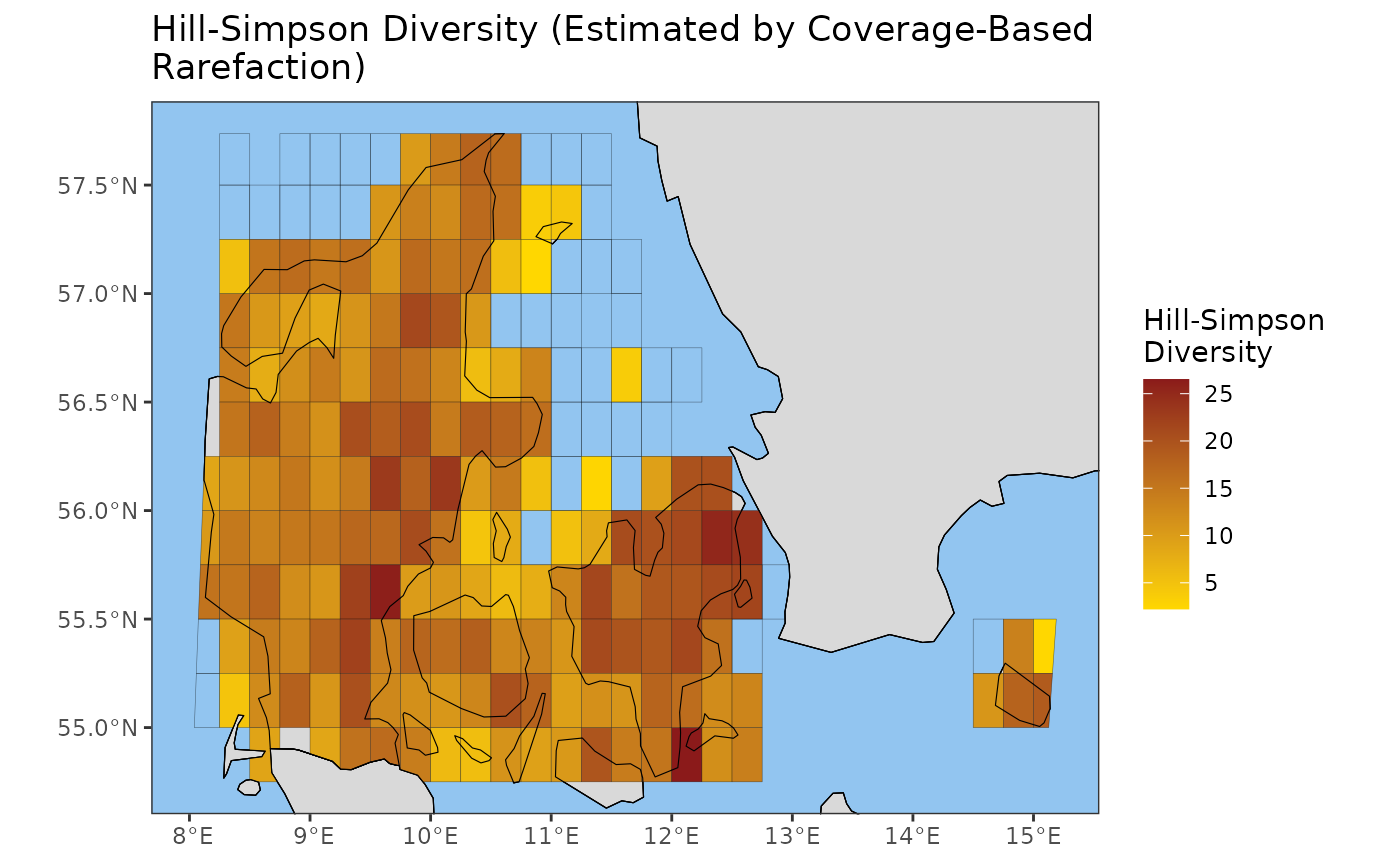 Hill-Simpson Diversity (Estimated by Coverage-Based
Rarefaction)
57.5°N
57.0°N
56.5°N
56.0°N
55.5°N
55.0°N
8°E
9°E
10°E
11°E
12°E
13°E
14°E
15°E
Hill-Simpson
Diversity
25
20
15
10
5